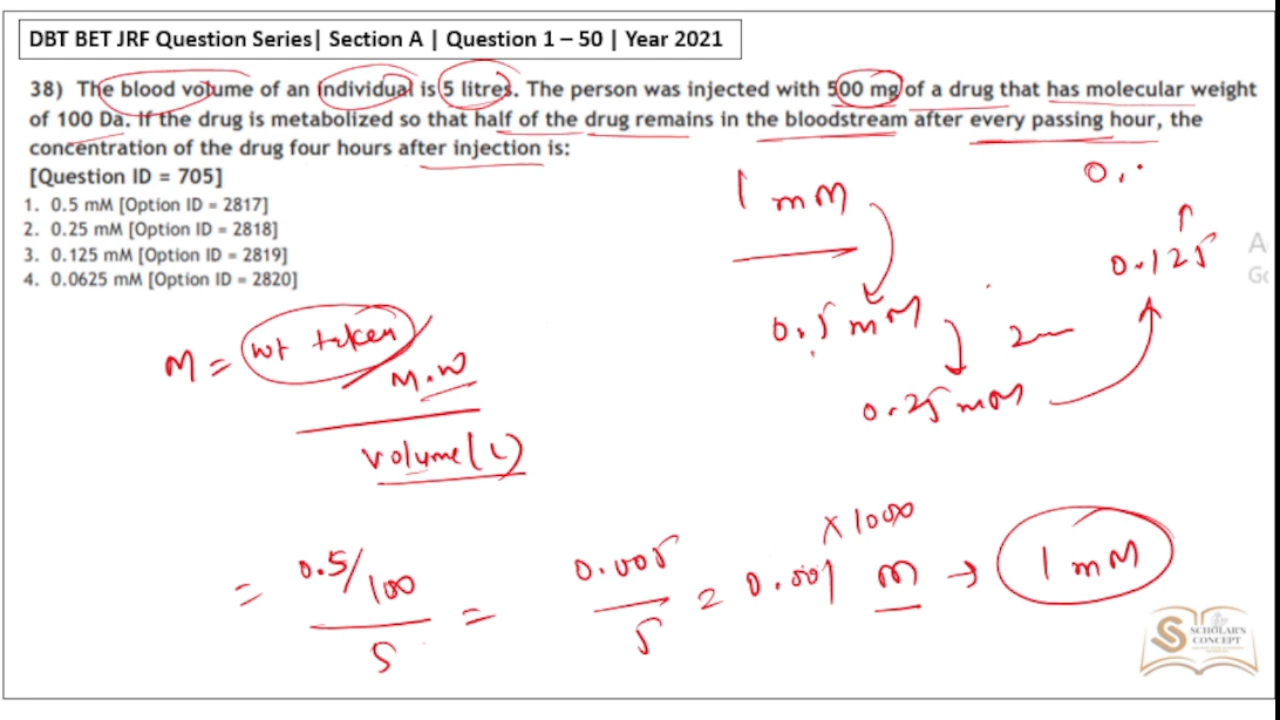 DBT BET JRF Question Series| Section A | Question 1 – 50 | Year 2021
38) The blood volume of an individual is 5 litres. The person was injected with 500 mg of a drug that has molecular weight
of 100 Da. If the drug is metabolized so that half of the drug remains in the bloodstream after every passing hour, the
concentration of the drug four hours after injection is:
[Question ID = 705]
1. 0.5 mM [Option ID = 2817]
2. 0.25 mM [Option ID = 2818]
3. 0.125 mM [Option ID = 2819]
4. 0.0625 mM [Option ID = 2820]
1 mM
0.
0.125
A
Go
0.5 mM
0.25 mM
M = wt taken
M.W
volume(L)
= 0.5/100
5
= 0.005
5
= 0.001 M
x 1000
→ 1 mM
SCHOLAR'S
CONCEPT